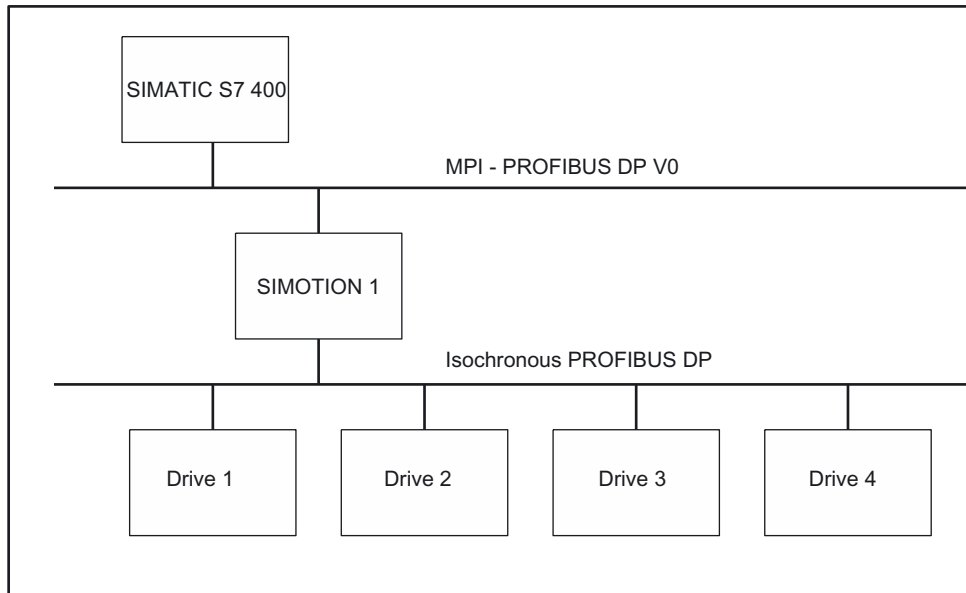 SIMATIC S7 400
MPI - PROFIBUS DP V0
SIMOTION 1
Isochronous PROFIBUS DP
Drive 1
Drive 2
Drive 3
Drive 4